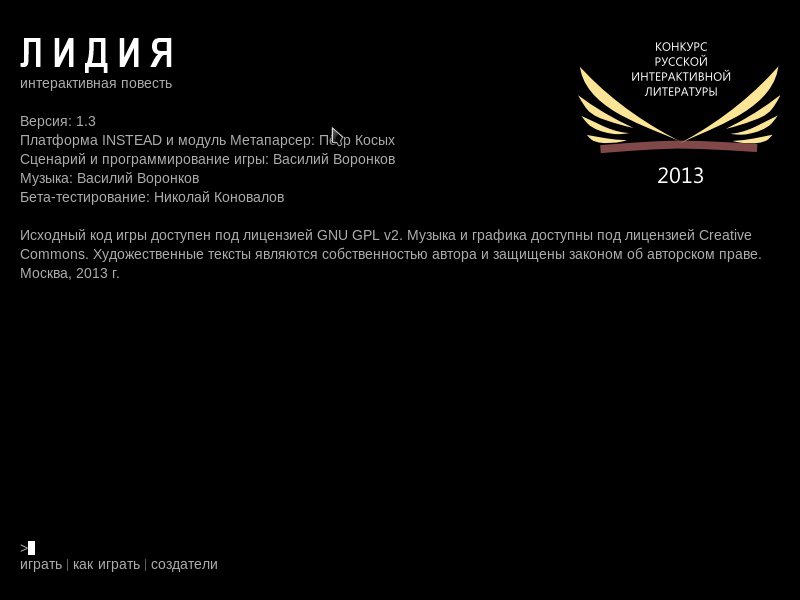 ЛИДИЯ
интерактивная повесть
Версия: 1.3
Платформа INSTEAD и модуль Метапарсер: Косых
Сценарий и программирование игры: Василий Воронков
Музыка: Василий Воронков
Бета-тестирование: Николай Коновалов
Исходный код игры доступен под лицензией GNU GPL v2. Музыка и графика доступны под лицензией Creative
Commons. Художественные тексты являются собственностью автора и защищены законом об авторском праве.
Москва, 2013 г.
КОНКУРС
РУССКОЙ
ИНТЕРАКТИВНОЙ
ЛИТЕРАТУРЫ
2013
>
играть | как играть | создатели